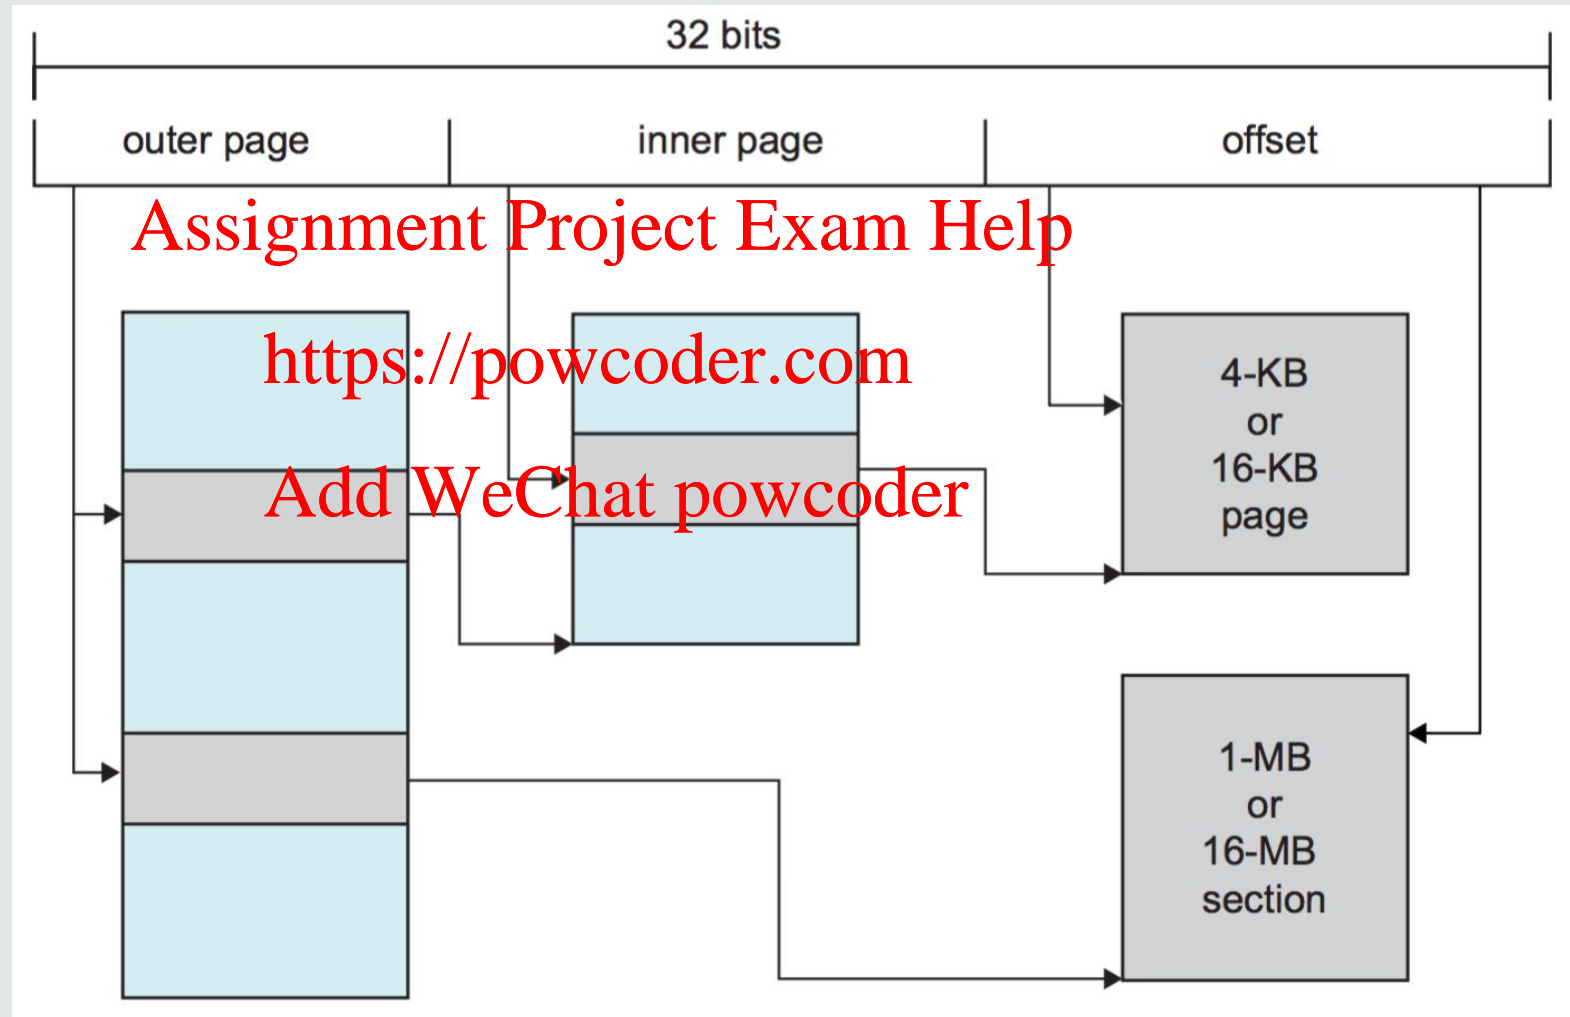 32 bits
outer page
inner page
offset
Assignment Project Exam Help
https://powcoder.com
Add WeChat powcoder
4-KB
or
16-KB
page
1-MB
or
16-MB
section